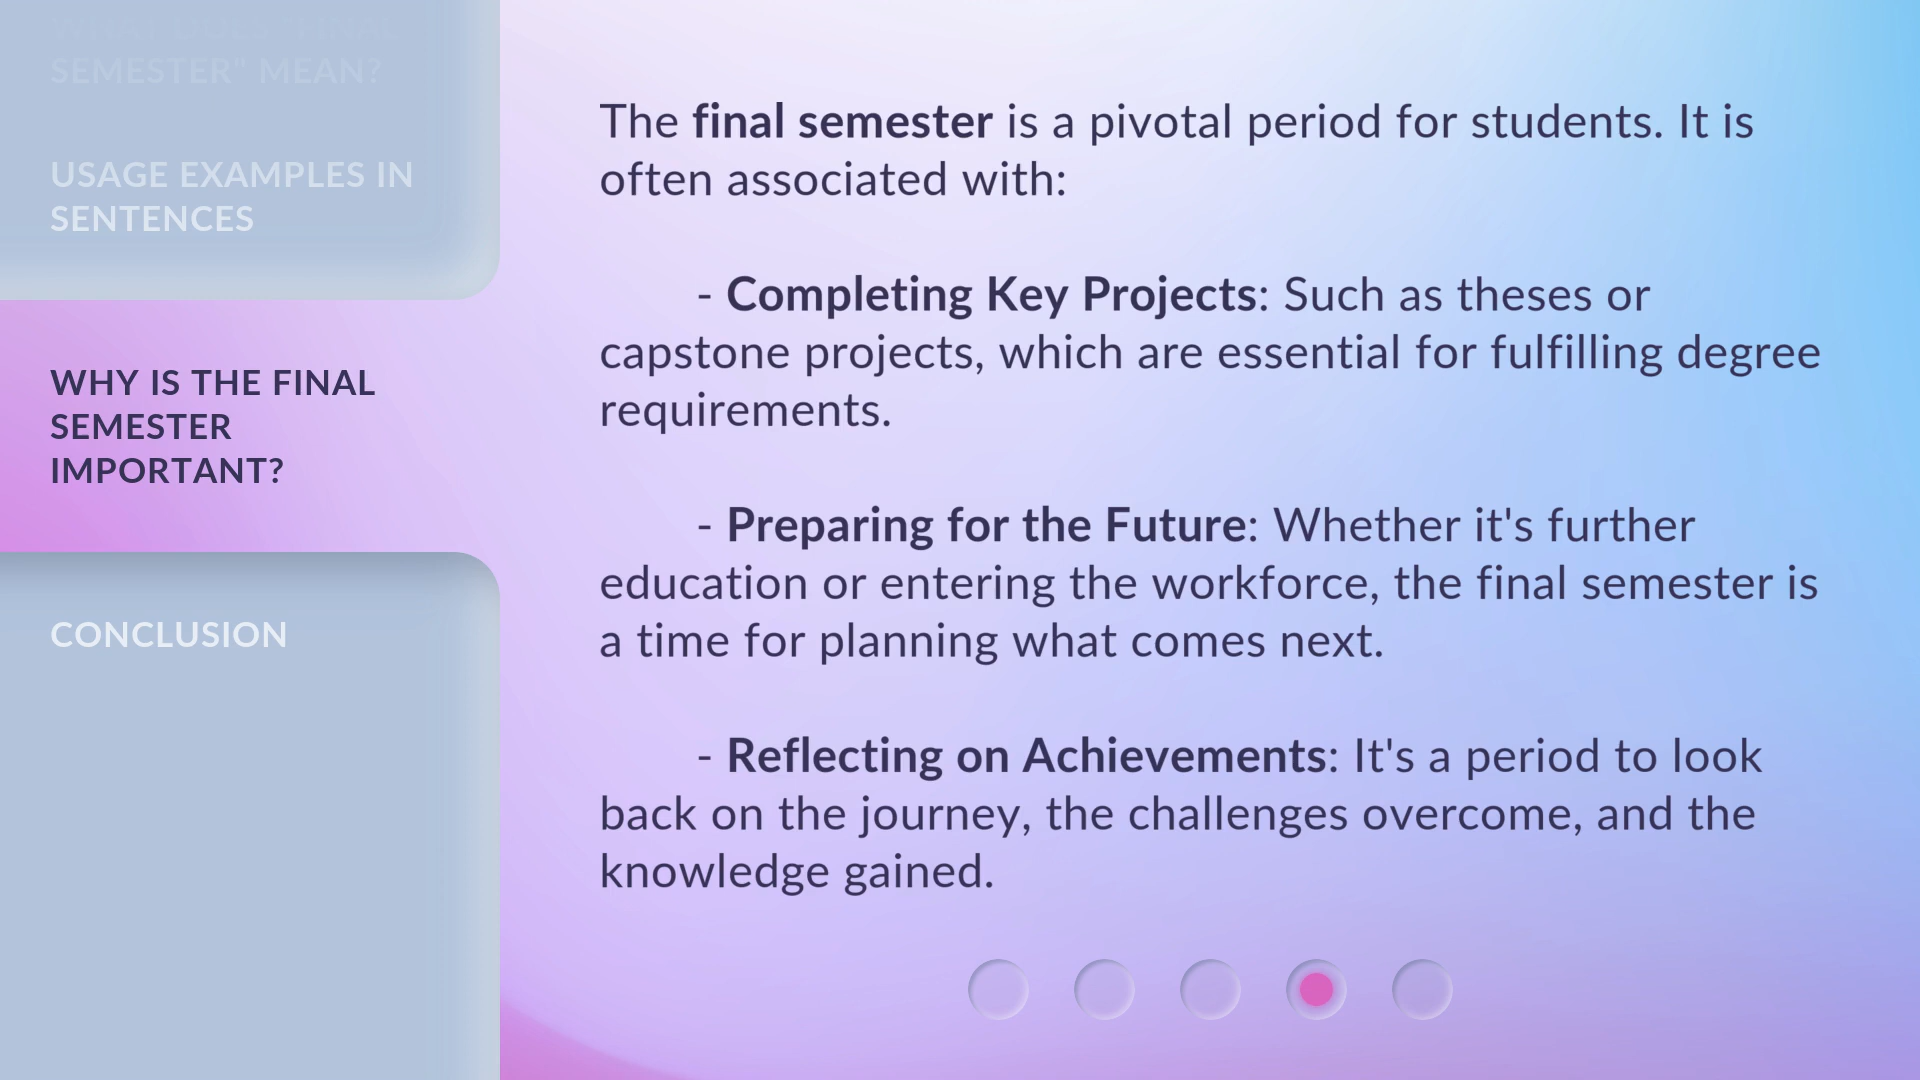 WHAT DOES "FINAL
SEMESTER" MEAN?
USAGE EXAMPLES IN
SENTENCES
WHY IS THE FINAL
SEMESTER
IMPORTANT?
CONCLUSION
The final semester is a pivotal period for students. It is
often associated with:
- Completing Key Projects: Such as theses or
capstone projects, which are essential for fulfilling degree
requirements.
- Preparing for the Future: Whether it's further
education or entering the workforce, the final semester is
a time for planning what comes next.
- Reflecting on Achievements: It's a period to look
back on the journey, the challenges overcome, and the
knowledge gained.